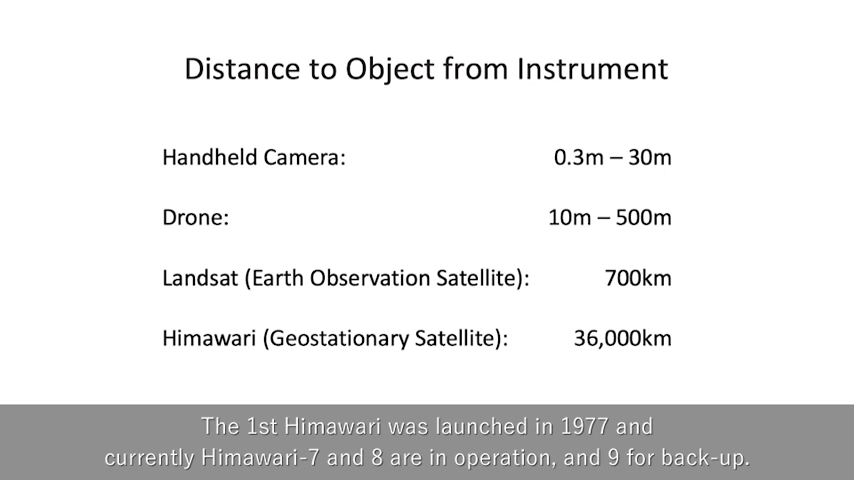 Distance to Object from Instrument
Handheld Camera: 0.3m – 30m
Drone: 10m – 500m
Landsat (Earth Observation Satellite): 700km
Himawari (Geostationary Satellite): 36,000km
The 1st Himawari was launched in 1977 and
currently Himawari-7 and 8 are in operation, and 9 for back-up.